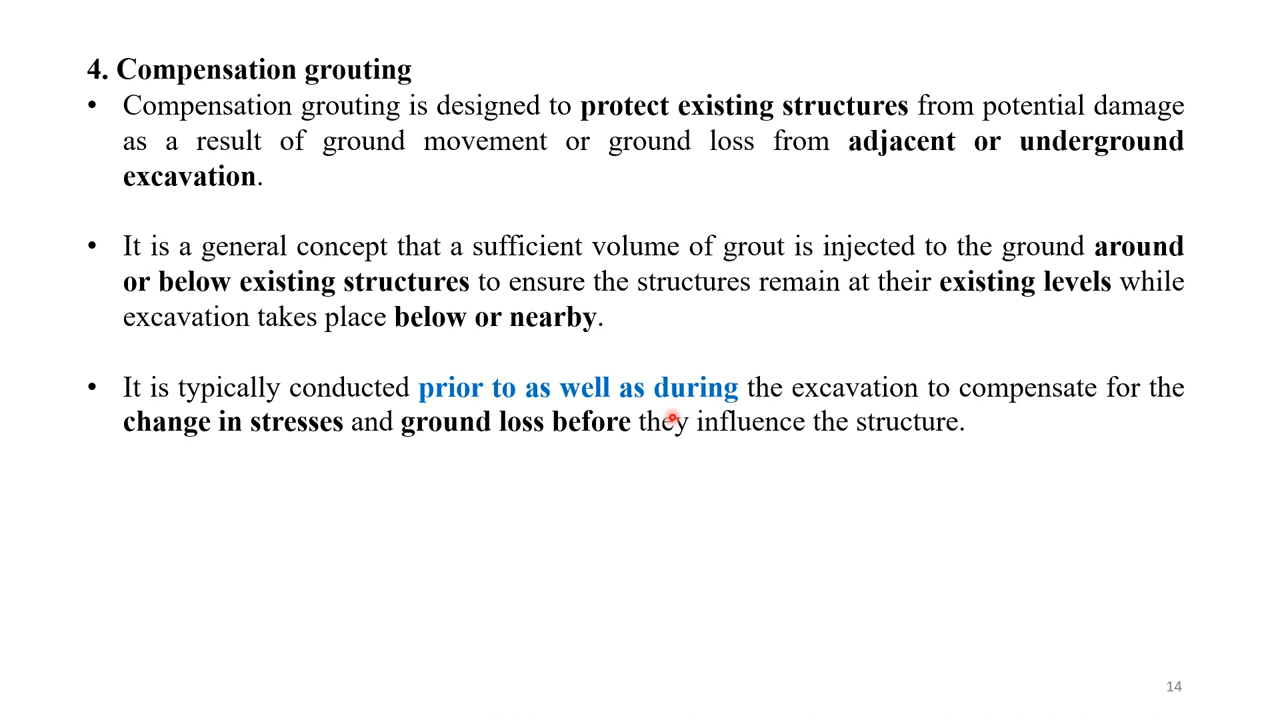 4. Compensation grouting
• Compensation grouting is designed to protect existing structures from potential damage
as a result of ground movement or ground loss from adjacent or underground
excavation.
• It is a general concept that a sufficient volume of grout is injected to the ground around
or below existing structures to ensure the structures remain at their existing levels while
excavation takes place below or nearby.
• It is typically conducted prior to as well as during the excavation to compensate for the
change in stresses and ground loss before they influence the structure.
14